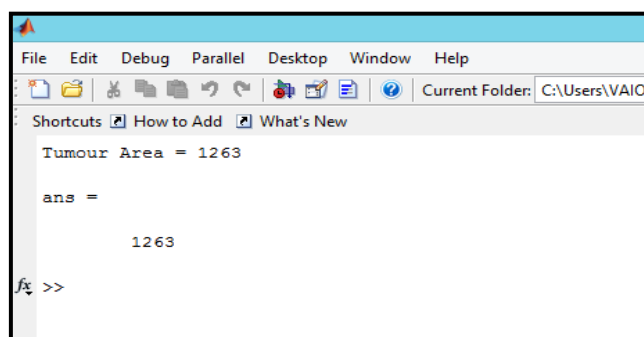 File Edit Debug Parallel Desktop Window Help
Current Folder: C:\Users\VAIO
Shortcuts How to Add What's New
Tumour Area = 1263
ans =
1263
fx >>